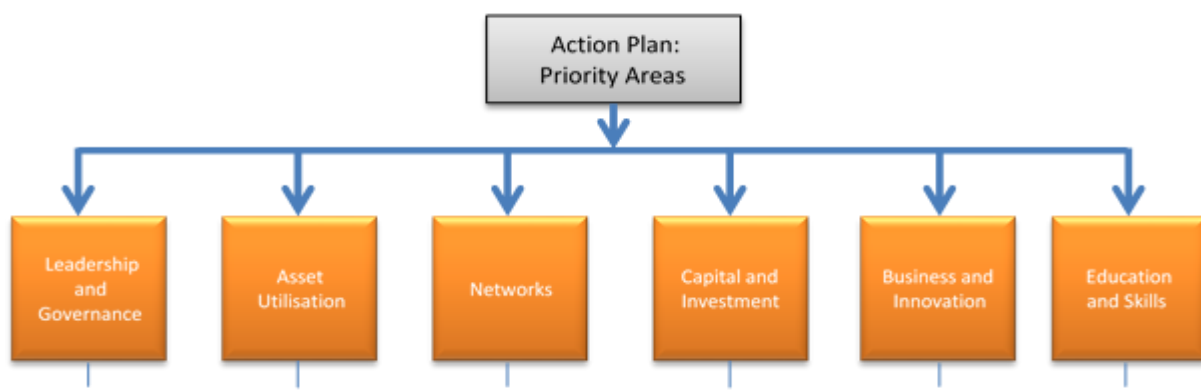 Action Plan:
Priority Areas
Leadership
and
Governance
Asset
Utilisation
Networks
Capital and
Investment
Business and
Innovation
Education
and Skills